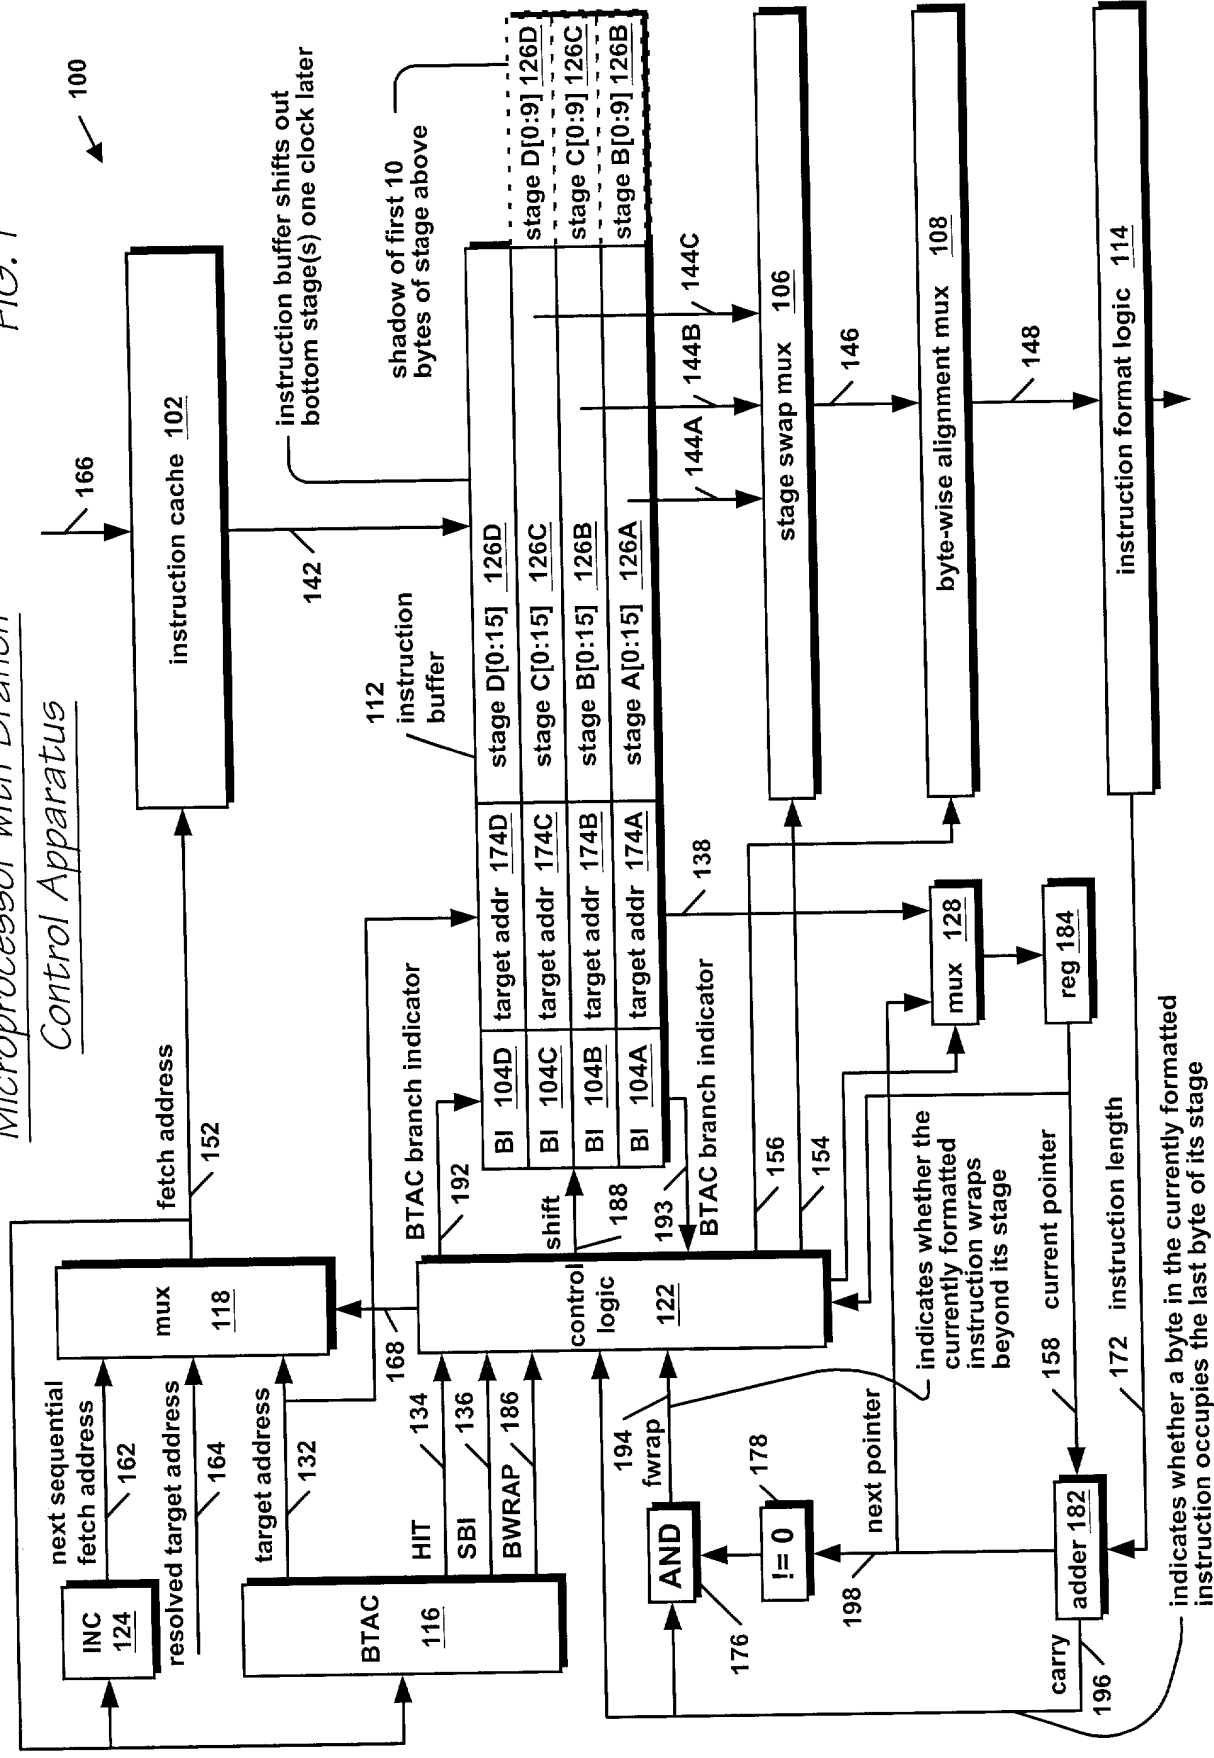 FIG. 1
Microprocessor with Branch
Control Apparatus
100
166
instruction cache 102
142
fetch address
152
next sequential
fetch address
162
resolved target address
164
target address
132
INC
124
mux
118
BTAC
116
HIT
134
SBI
136
BWRAP
186
168
control
logic
122
BTAC branch indicator
192
shift
188
193
BTAC branch indicator
instruction buffer shifts out
bottom stage(s) one clock later
shadow of first 10
bytes of stage above
112
instruction
buffer
BI 104D target addr 174D stage D[0:15] 126D stage D[0:9] 126D
BI 104C target addr 174C stage C[0:15] 126C stage C[0:9] 126C
BI 104B target addr 174B stage B[0:15] 126B stage B[0:9] 126B
BI 104A target addr 174A stage A[0:15] 126A
144A
144B
144C
138
stage swap mux 106
146
byte-wise alignment mux 108
148
instruction format logic 114
156
154
mux 128
reg 184
194
fwrap
indicates whether the
currently formatted
instruction wraps
beyond its stage
AND
176
!= 0
178
198
next pointer
158 current pointer
172 instruction length
adder 182
carry
196
indicates whether a byte in the currently formatted
instruction occupies the last byte of its stage